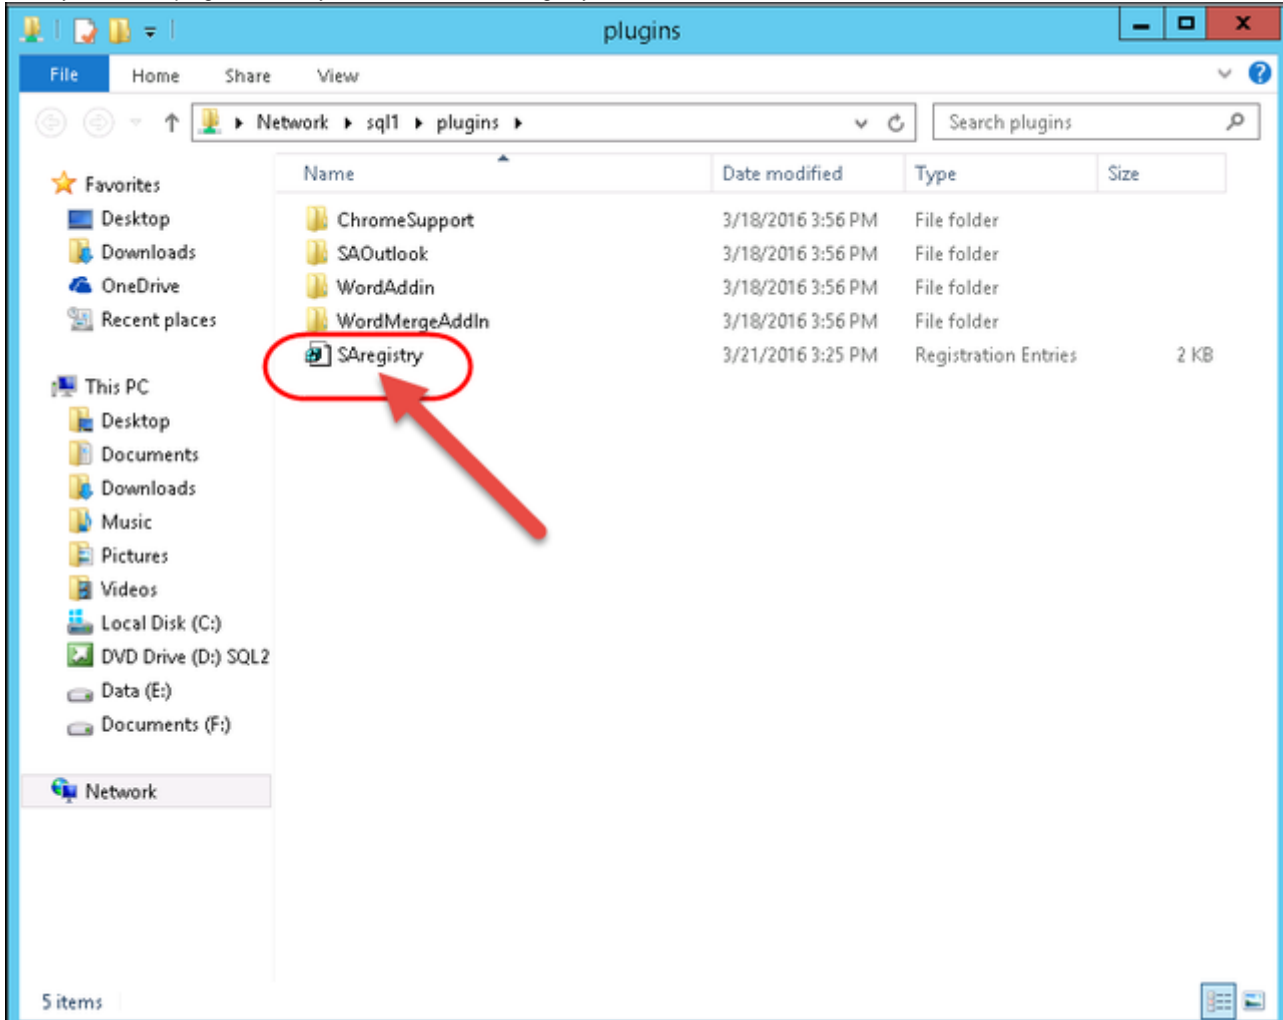 plugins
File Home Share View
Network sql1 plugins
Search plugins
Name Date modified Type Size
Favorites
Desktop
Downloads
OneDrive
Recent places
This PC
Desktop
Documents
Downloads
Music
Pictures
Videos
Local Disk (C:)
DVD Drive (D:) SQL2
Data (E:)
Documents (F:)
Network
ChromeSupport 3/18/2016 3:56 PM File folder
SAOutlook 3/18/2016 3:56 PM File folder
WordAddin 3/18/2016 3:56 PM File folder
WordMergeAddIn 3/18/2016 3:56 PM File folder
SAregistry 3/21/2016 3:25 PM Registration Entries 2 KB
5 items